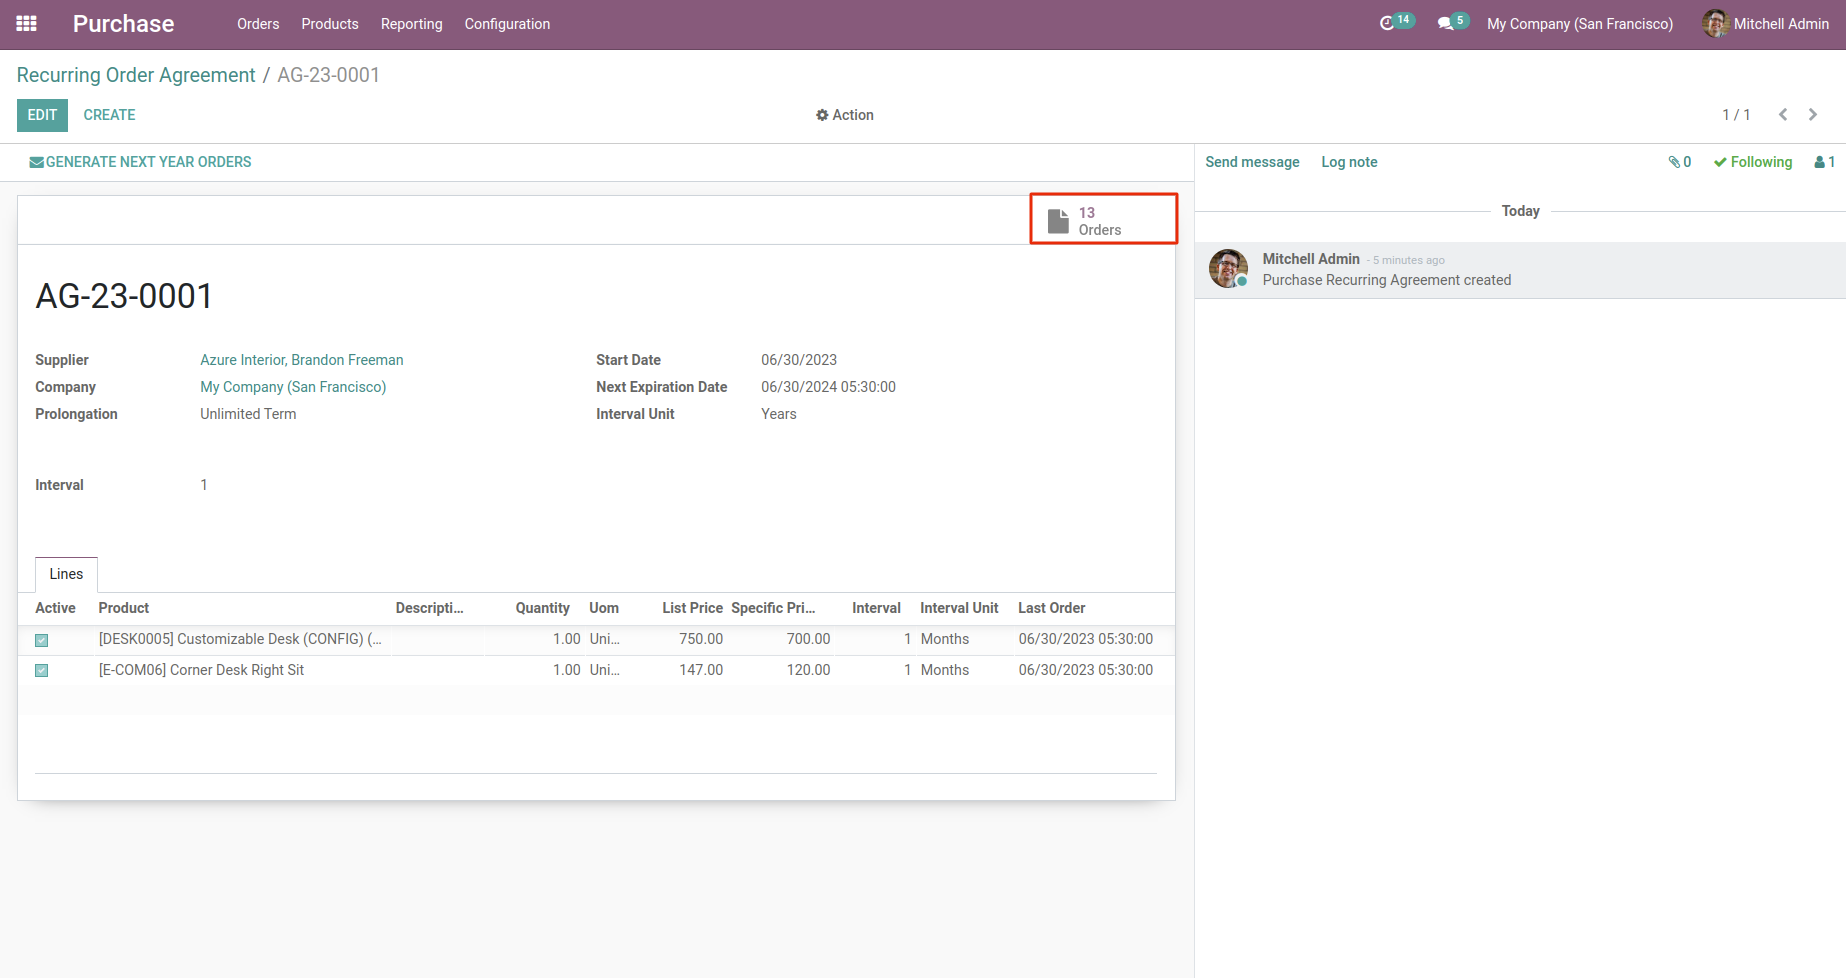 Purchase Orders Products Reporting Configuration 14 5 My Company (San Francisco) Mitchell Admin
Recurring Order Agreement / AG-23-0001
EDIT CREATE Action 1 / 1
GENERATE NEXT YEAR ORDERS Send message Log note 0 Following 1
13
Orders
Today
Mitchell Admin - 5 minutes ago
Purchase Recurring Agreement created
AG-23-0001
Supplier Azure Interior, Brandon Freeman Start Date 06/30/2023
Company My Company (San Francisco) Next Expiration Date 06/30/2024 05:30:00
Prolongation Unlimited Term Interval Unit Years
Interval 1
Lines
Active Product Descripti... Quantity Uom List Price Specific Pri... Interval Interval Unit Last Order
[DESK0005] Customizable Desk (CONFIG) (... 1.00 Uni... 750.00 700.00 1 Months 06/30/2023 05:30:00
[E-COM06] Corner Desk Right Sit 1.00 Uni... 147.00 120.00 1 Months 06/30/2023 05:30:00